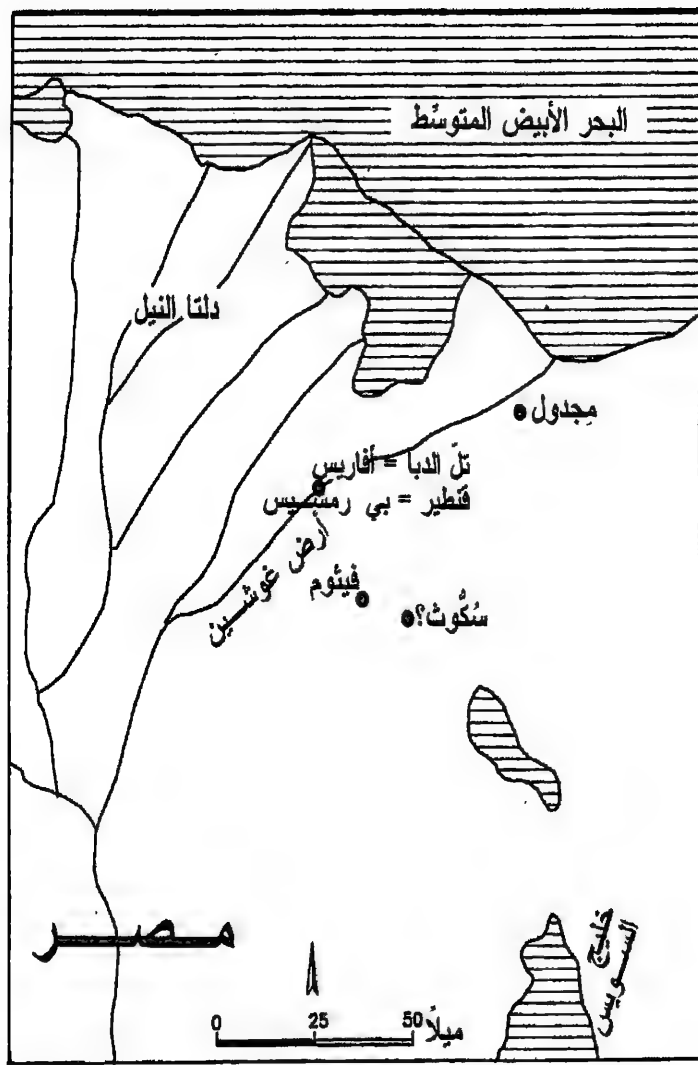 البحر الأبيض المتوسِّط
دلتا النيل
مِجدول
تلّ الدبا = أفاريس
قنطير = بي رمسيس
أرض غوشين
فيثوم
سُكُّوث؟
خليج
السويس
مصر
0 25 50 ميلاً